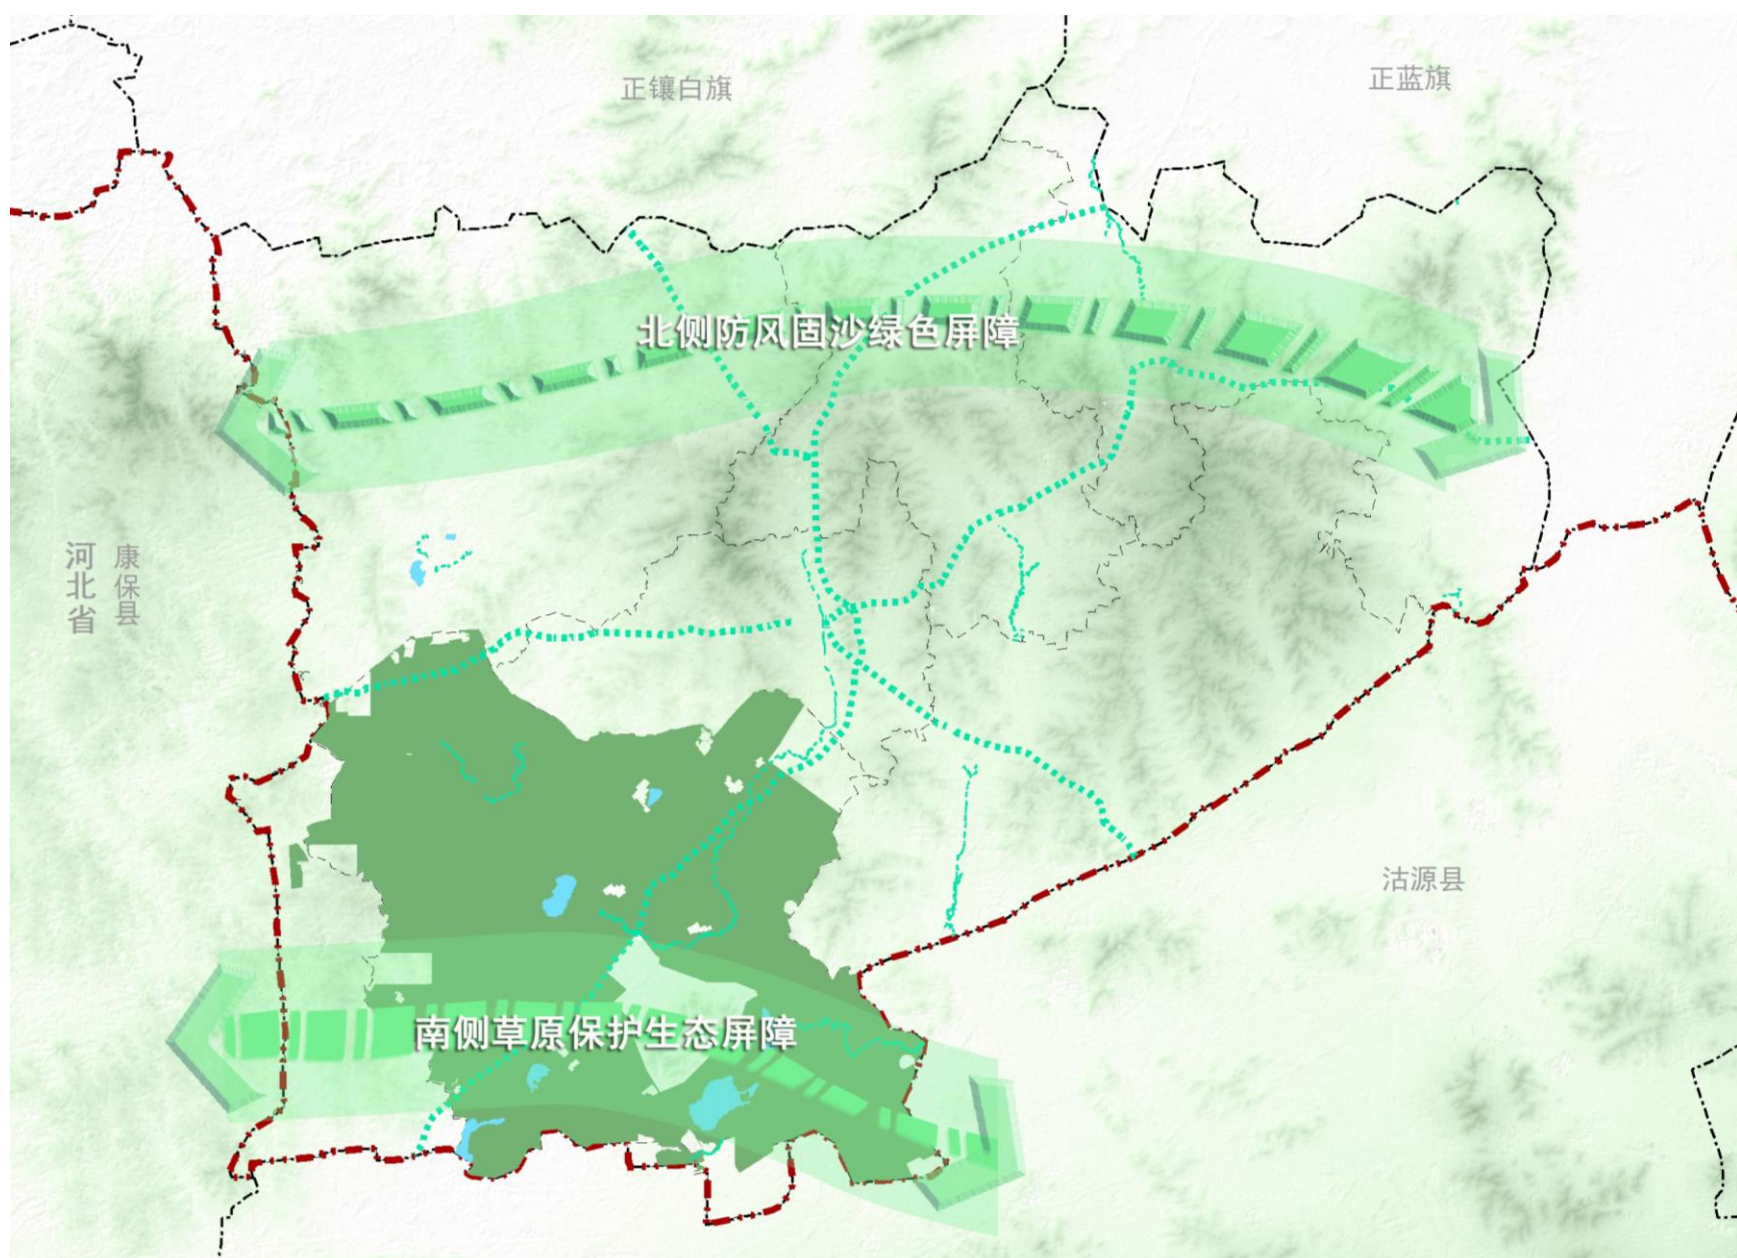 正镶白旗
正蓝旗
北侧防风固沙绿色屏障
河北省
康保县
沽源县
南侧草原保护生态屏障